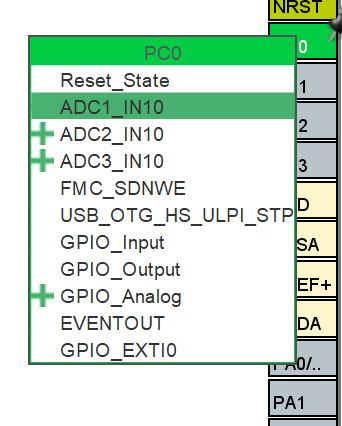 NRST
PC0
Reset_State
ADC1_IN10
ADC2_IN10
ADC3_IN10
FMC_SDNWE
USB_OTG_HS_ULPI_STP
GPIO_Input
GPIO_Output
GPIO_Analog
EVENTOUT
GPIO_EXTI0
0
1
2
3
D
SA
EF+
DA
PA0/..
PA1